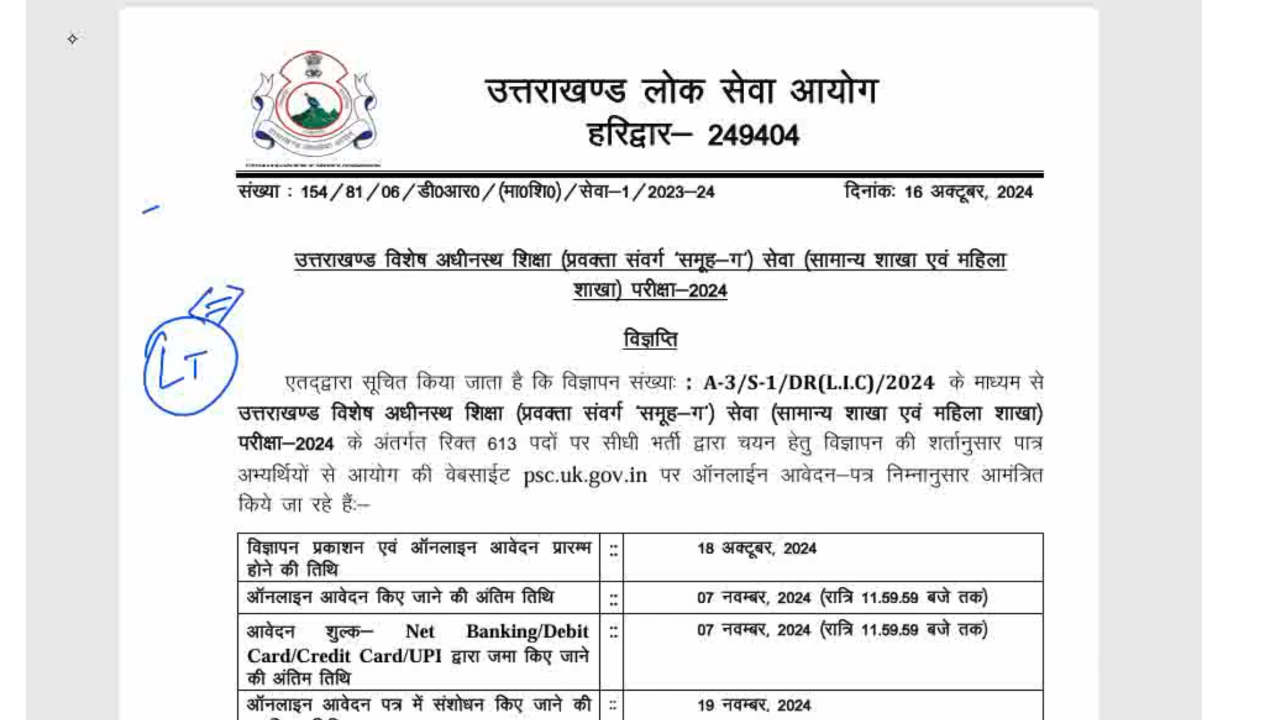 उत्तराखण्ड लोक सेवा आयोग
हरिद्वार– 249404
संख्या : 154/81/06/डी0आर0/(मा0शि0)/सेवा–1/2023–24 दिनांकः 16 अक्टूबर, 2024
उत्तराखण्ड विशेष अधीनस्थ शिक्षा (प्रवक्ता संवर्ग 'समूह–ग') सेवा (सामान्य शाखा एवं महिला
शाखा) परीक्षा–2024
विज्ञप्ति
LT
एतद्द्वारा सूचित किया जाता है कि विज्ञापन संख्याः : A-3/S-1/DR(L.I.C)/2024 के माध्यम से
उत्तराखण्ड विशेष अधीनस्थ शिक्षा (प्रवक्ता संवर्ग 'समूह–ग') सेवा (सामान्य शाखा एवं महिला शाखा)
परीक्षा–2024 के अंतर्गत रिक्त 613 पदों पर सीधी भर्ती द्वारा चयन हेतु विज्ञापन की शर्तानुसार पात्र
अभ्यर्थियों से आयोग की वेबसाईट psc.uk.gov.in पर ऑनलाईन आवेदन–पत्र निम्नानुसार आमंत्रित
किये जा रहे हैंः–
विज्ञापन प्रकाशन एवं ऑनलाइन आवेदन प्रारम्भ :: 18 अक्टूबर, 2024
होने की तिथि
ऑनलाइन आवेदन किए जाने की अंतिम तिथि :: 07 नवम्बर, 2024 (रात्रि 11.59.59 बजे तक)
आवेदन शुल्क– Net Banking/Debit :: 07 नवम्बर, 2024 (रात्रि 11.59.59 बजे तक)
Card/Credit Card/UPI द्वारा जमा किए जाने
की अंतिम तिथि
ऑनलाइन आवेदन पत्र में संशोधन किए जाने की :: 19 नवम्बर, 2024